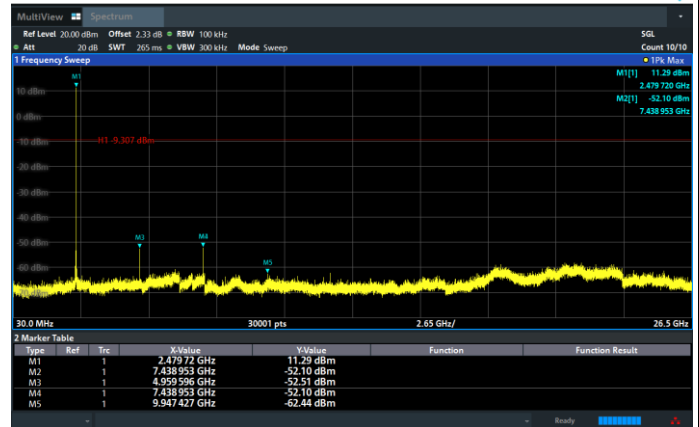 MultiView Spectrum
Ref Level 20.00 dBm Offset 2.33 dB RBW 100 kHz SGL
Att 20 dB SWT 265 ms VBW 300 kHz Mode Sweep Count 10/10
1 Frequency Sweep 1Pk Max
M1[1] 11.29 dBm
2.479 720 GHz
M2[1] -52.10 dBm
7.438 953 GHz
M1
10 dBm
0 dBm
-10 dBm H1 -9.307 dBm
-20 dBm
-30 dBm
-40 dBm
M3 M4
-50 dBm
M5
-60 dBm
30.0 MHz 30001 pts 2.65 GHz/ 26.5 GHz
2 Marker Table
Type Ref Trc X-Value Y-Value Function Function Result
M1 1 2.479 72 GHz 11.29 dBm
M2 1 7.438 953 GHz -52.10 dBm
M3 1 4.959 596 GHz -52.51 dBm
M4 1 7.438 953 GHz -52.10 dBm
M5 1 9.947 427 GHz -62.44 dBm
Ready